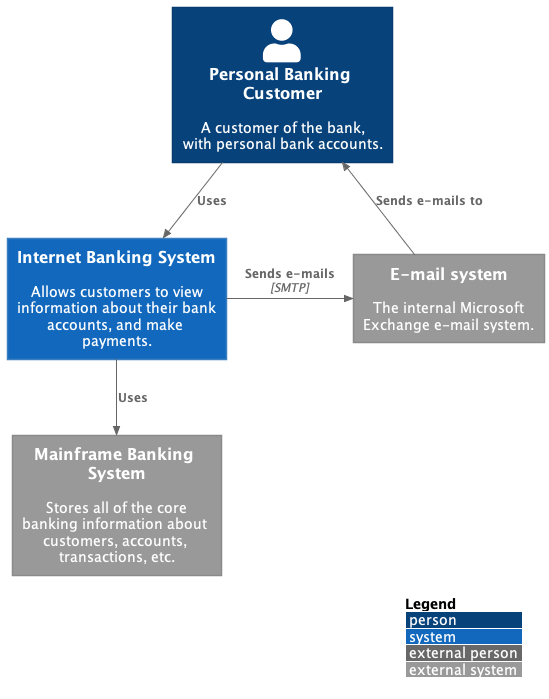 Personal Banking
Customer
A customer of the bank,
with personal bank accounts.
Uses
Sends e-mails to
Internet Banking System
Allows customers to view
information about their bank
accounts, and make
payments.
Sends e-mails
[SMTP]
E-mail system
The internal Microsoft
Exchange e-mail system.
Uses
Mainframe Banking
System
Stores all of the core
banking information about
customers, accounts,
transactions, etc.
Legend
person
system
external person
external system